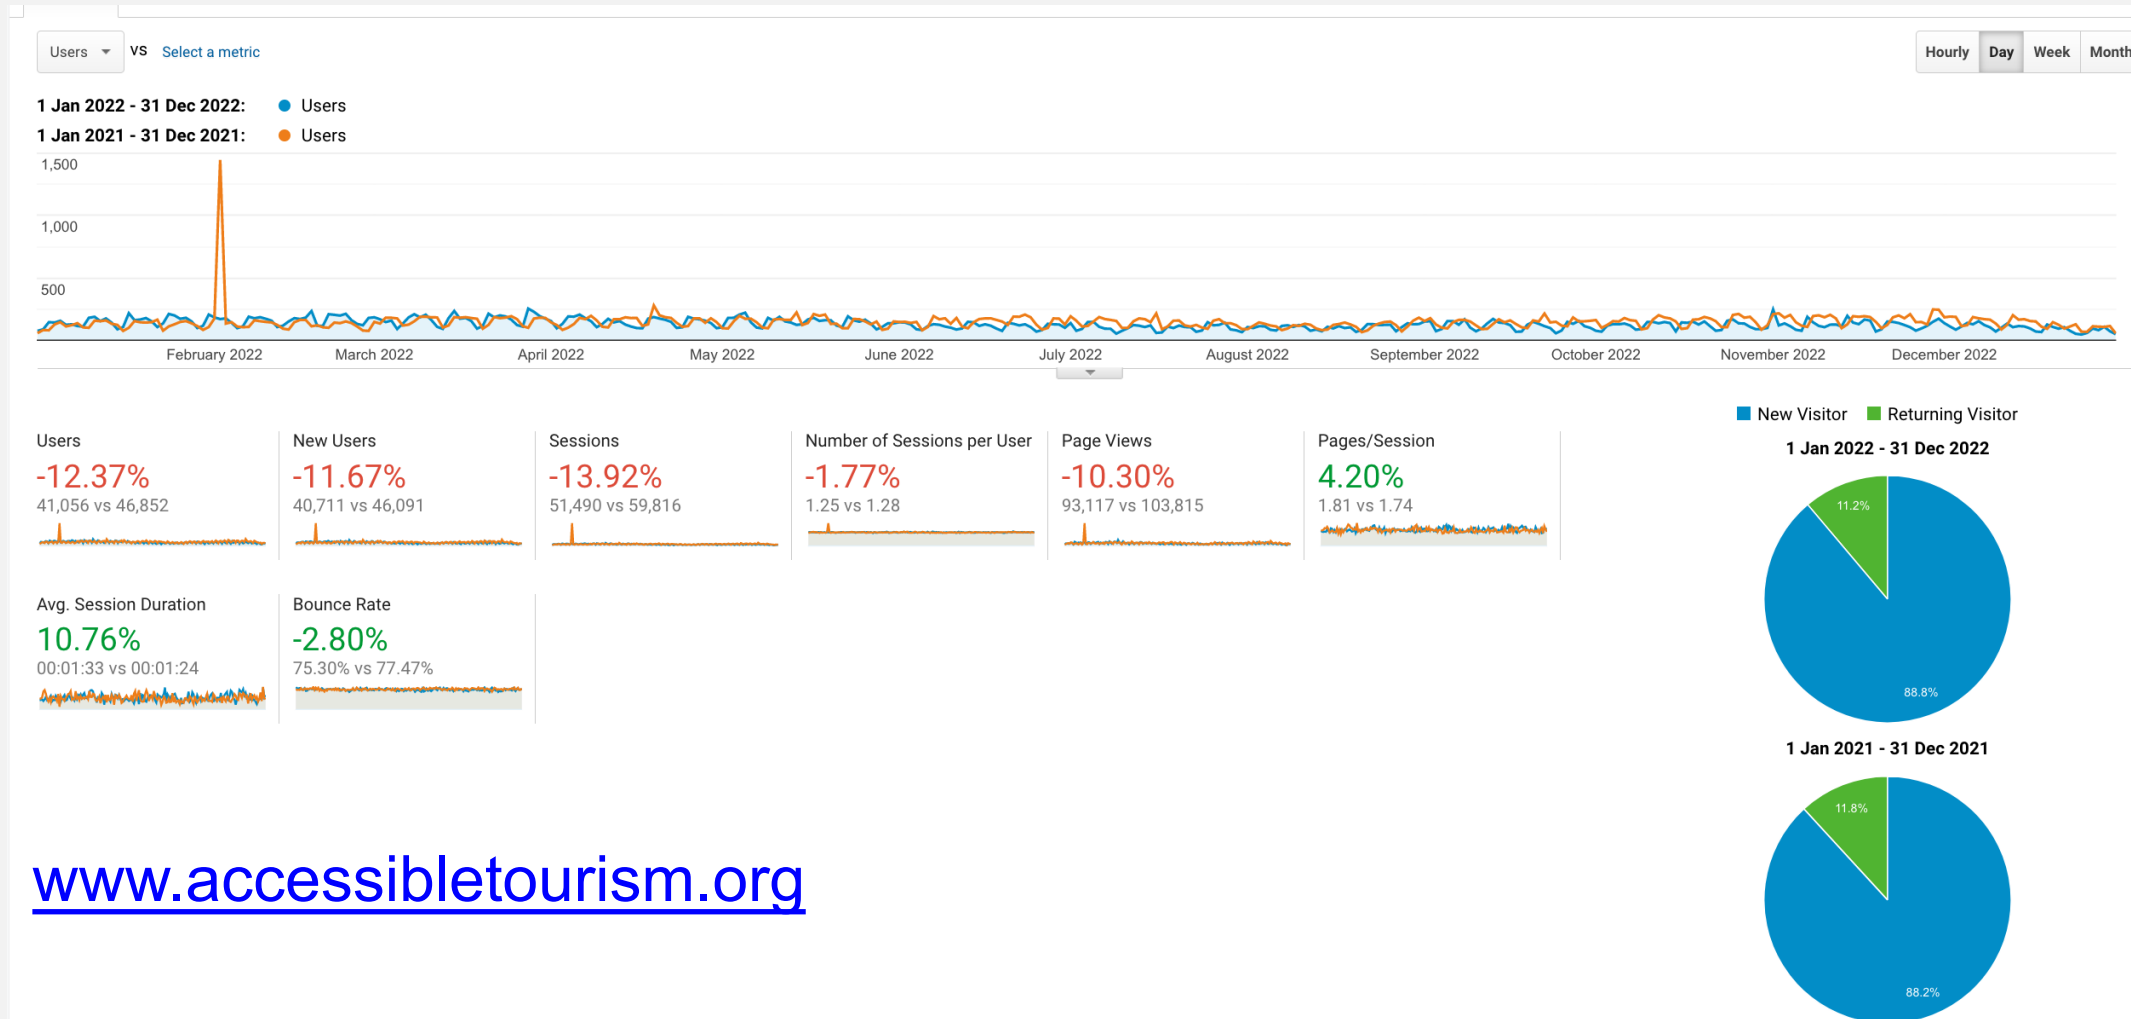 Users vs Select a metric
Hourly Day Week Month
1 Jan 2022 - 31 Dec 2022: Users
1 Jan 2021 - 31 Dec 2021: Users
1,500
1,000
500
February 2022 March 2022 April 2022 May 2022 June 2022 July 2022 August 2022 September 2022 October 2022 November 2022 December 2022
Users
-12.37%
41,056 vs 46,852
New Users
-11.67%
40,711 vs 46,091
Sessions
-13.92%
51,490 vs 59,816
Number of Sessions per User
-1.77%
1.25 vs 1.28
Page Views
-10.30%
93,117 vs 103,815
Pages/Session
4.20%
1.81 vs 1.74
Avg. Session Duration
10.76%
00:01:33 vs 00:01:24
Bounce Rate
-2.80%
75.30% vs 77.47%
New Visitor Returning Visitor
1 Jan 2022 - 31 Dec 2022
11.2%
88.8%
1 Jan 2021 - 31 Dec 2021
11.8%
88.2%
www.accessibletourism.org